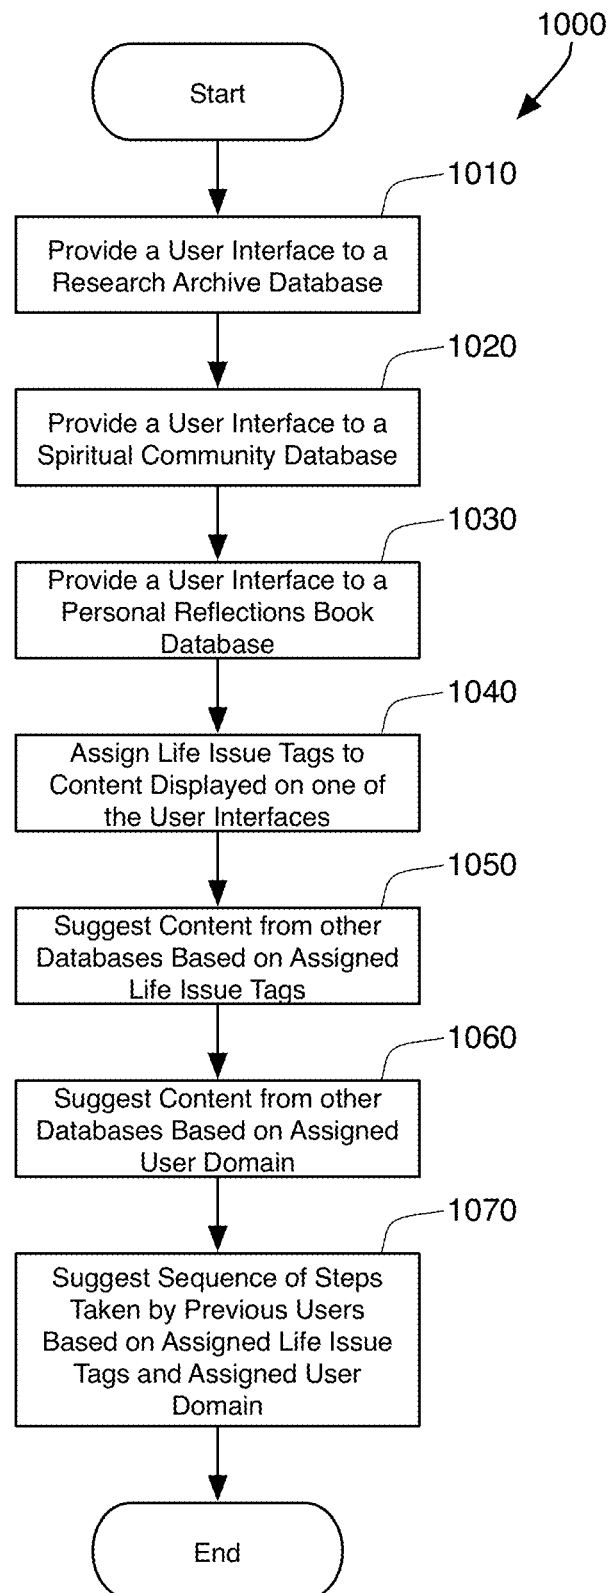 1000
Start
1010
Provide a User Interface to a
Research Archive Database
1020
Provide a User Interface to a
Spiritual Community Database
1030
Provide a User Interface to a
Personal Reflections Book
Database
1040
Assign Life Issue Tags to
Content Displayed on one of
the User Interfaces
1050
Suggest Content from other
Databases Based on Assigned
Life Issue Tags
1060
Suggest Content from other
Databases Based on Assigned
User Domain
1070
Suggest Sequence of Steps
Taken by Previous Users
Based on Assigned Life Issue
Tags and Assigned User
Domain
End